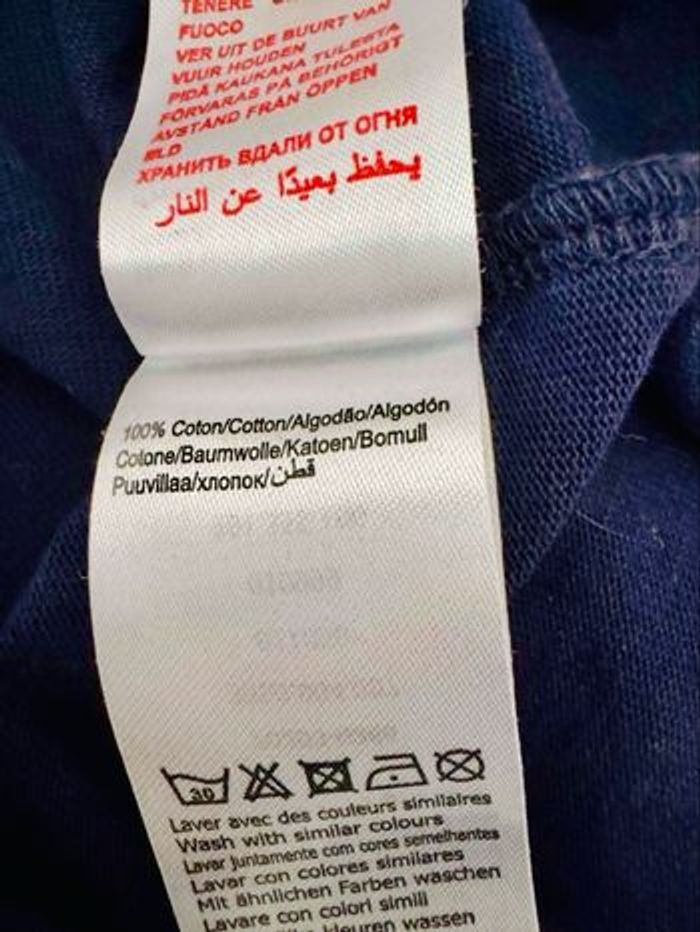 TENERE
FUOCO
VER UIT DE BUURT VAN
VUUR HOUDEN
PIDÄ KAUKANA TULESTA
FÖRVARAS PÅ BEHÖRIGT
AVSTÅND FRÅN ÖPPEN
ELD
ХРАНИТЬ ВДАЛИ ОТ ОГНЯ
يحفظ بعيدًا عن النار
100% Coton/Cotton/Algodão/Algodón
Cotone/Baumwolle/Katoen/Bomull
Puuvillaa/хлопок/قطن
30
Laver avec des couleurs similaires
Wash with similar colours
Lavar juntamente com cores semelhantes
Lavar con colores similares
Mit ähnlichen Farben waschen
Lavare con colori simili
kleuren wassen